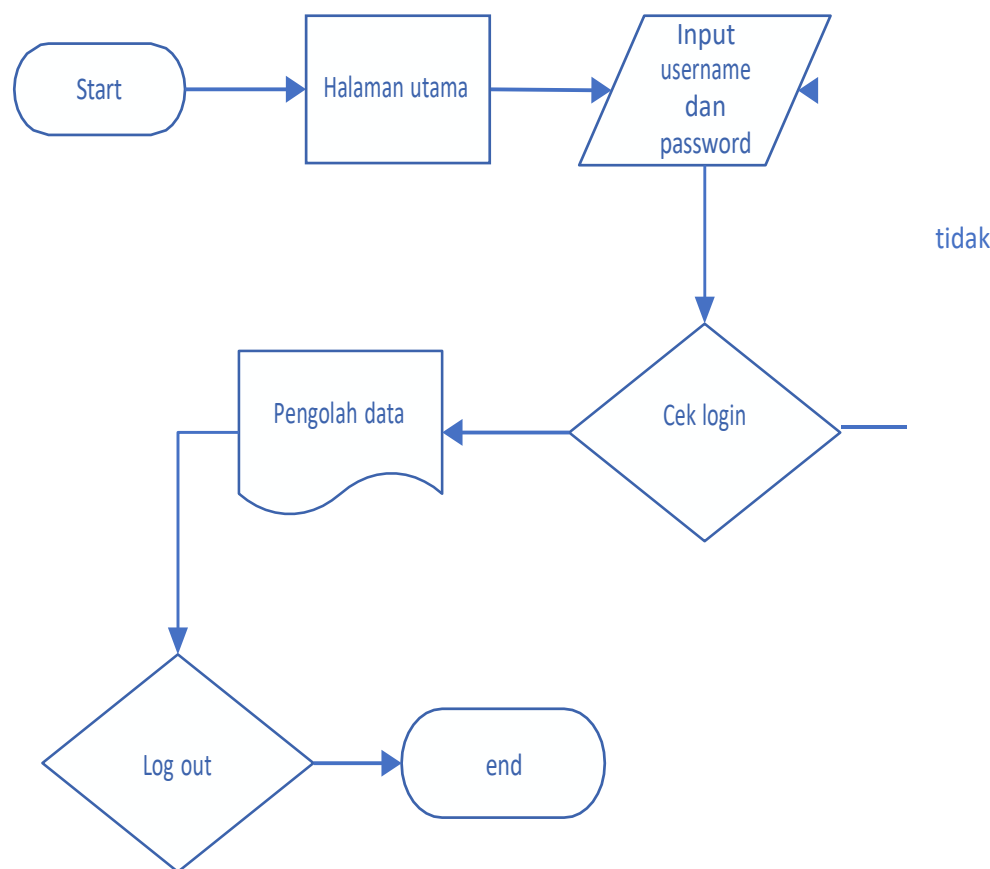 Start
Halaman utama
Input
username
dan
password
tidak
Cek login
Pengolah data
Log out
end